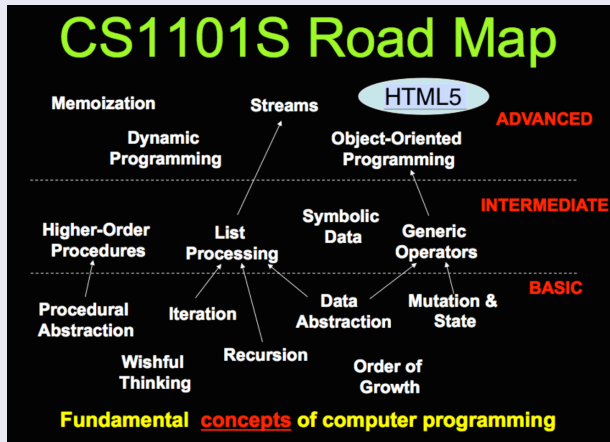 CS1101S Road Map
Memoization
Streams
HTML5
ADVANCED
Dynamic
Programming
Object-Oriented
Programming
INTERMEDIATE
Higher-Order
Procedures
List
Processing
Symbolic
Data
Generic
Operators
BASIC
Procedural
Abstraction
Iteration
Data
Abstraction
Mutation &
State
Wishful
Thinking
Recursion
Order of
Growth
Fundamental concepts of computer programming